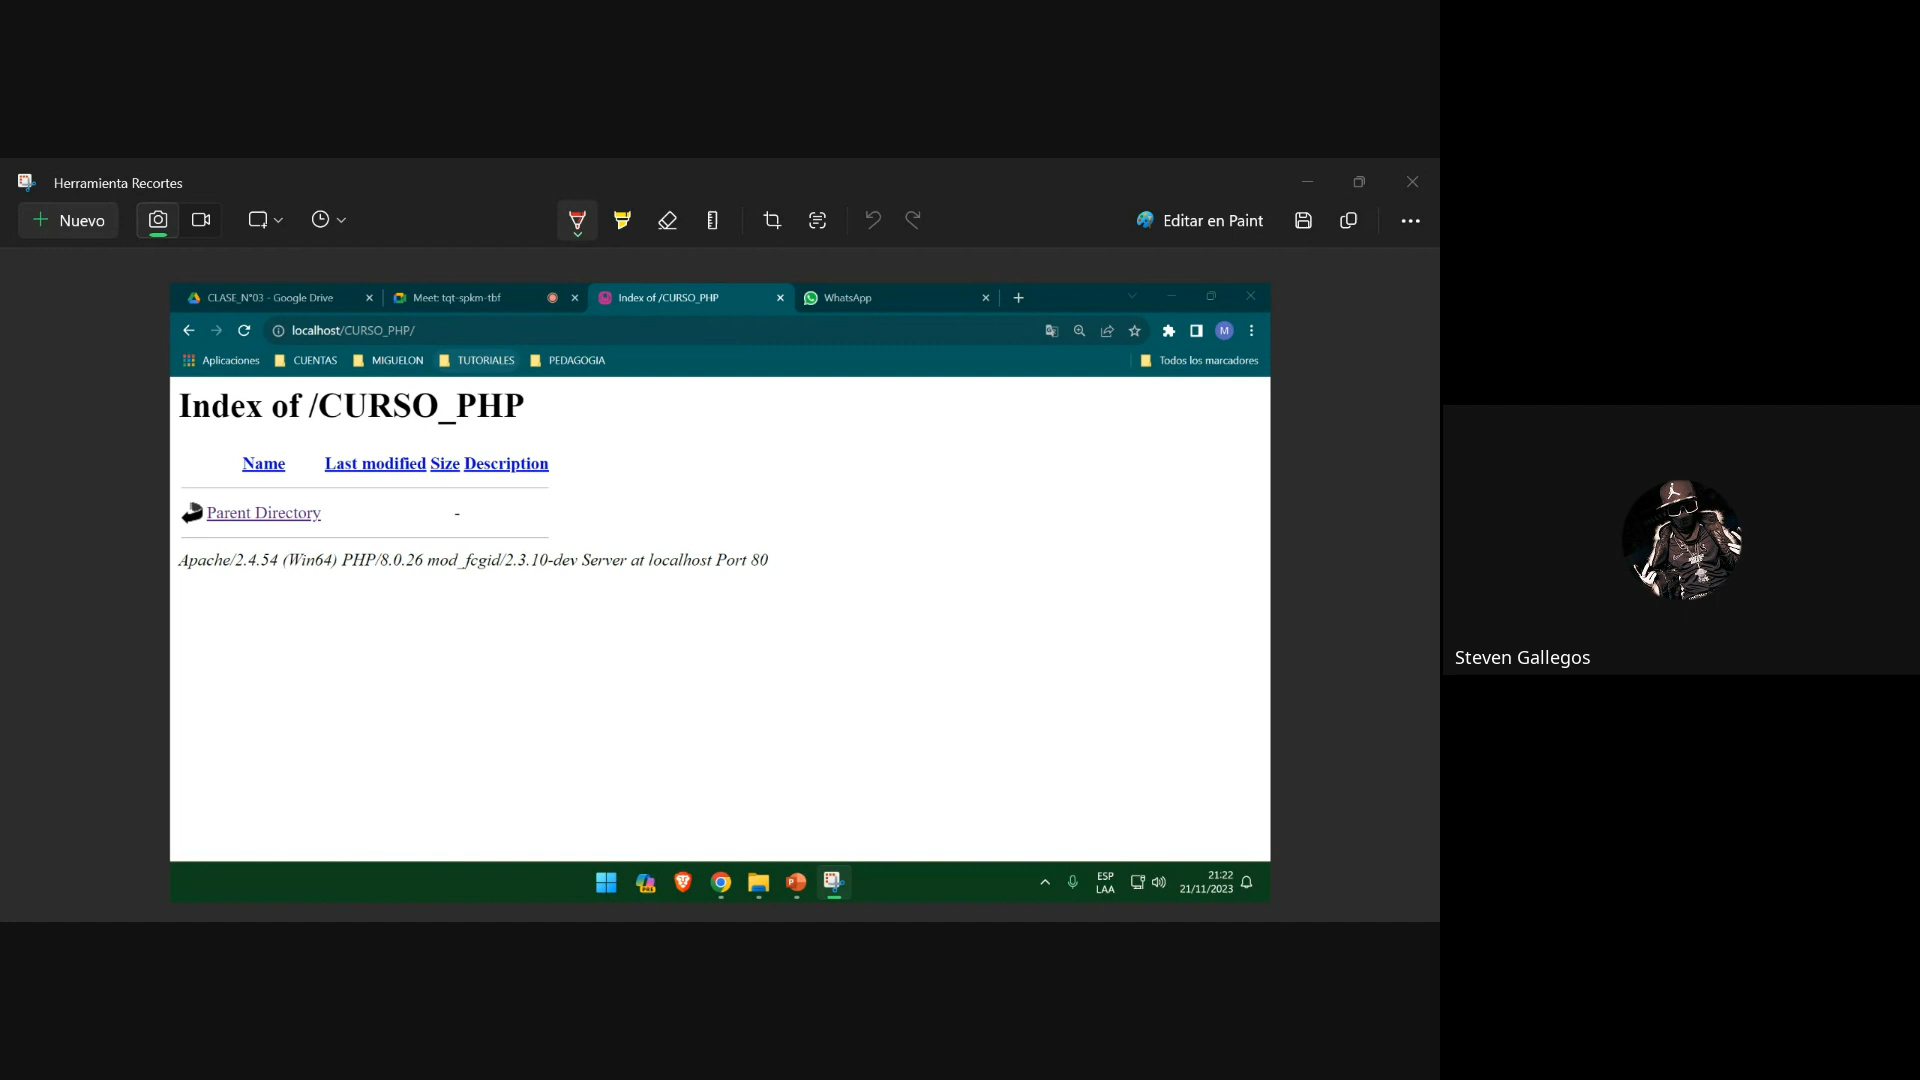 Herramienta Recortes
Nuevo
Editar en Paint
CLASE_N°03 - Google Drive
Meet: tqt-spkm-tbf
Index of /CURSO_PHP
WhatsApp
localhost/CURSO_PHP/
M
Aplicaciones
CUENTAS
MIGUELON
TUTORIALES
PEDAGOGIA
Todos los marcadores
Index of /CURSO_PHP
Name Last modified Size Description
Parent Directory -
Apache/2.4.54 (Win64) PHP/8.0.26 mod_fcgid/2.3.10-dev Server at localhost Port 80
ESP
LAA
21:22
21/11/2023
Steven Gallegos